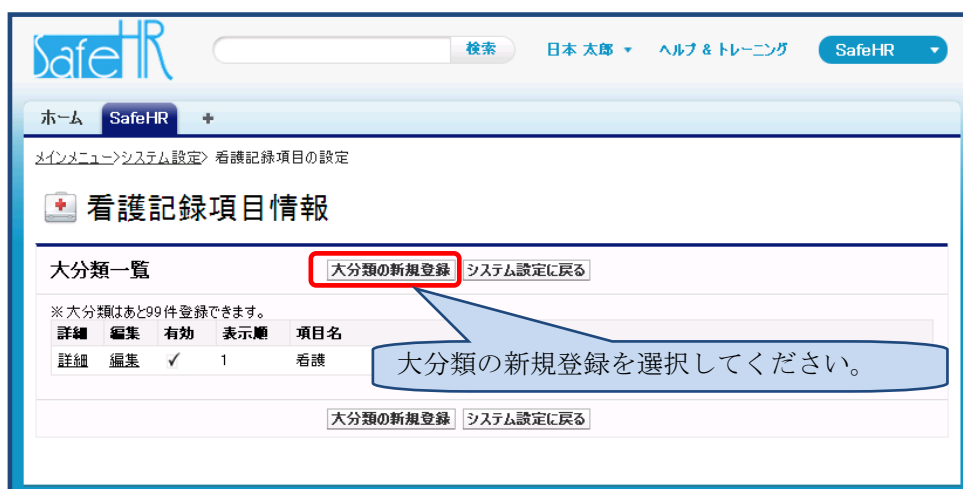 SafeHR 検索 日本 太郎 ヘルプ & トレーニング SafeHR
ホーム SafeHR +
メインメニュー>システム設定> 看護記録項目の設定
看護記録項目情報
大分類一覧 大分類の新規登録 システム設定に戻る
※大分類はあと99件登録できます。
詳細 編集 有効 表示順 項目名
詳細 編集 ✓ 1 看護
大分類の新規登録を選択してください。
大分類の新規登録 システム設定に戻る